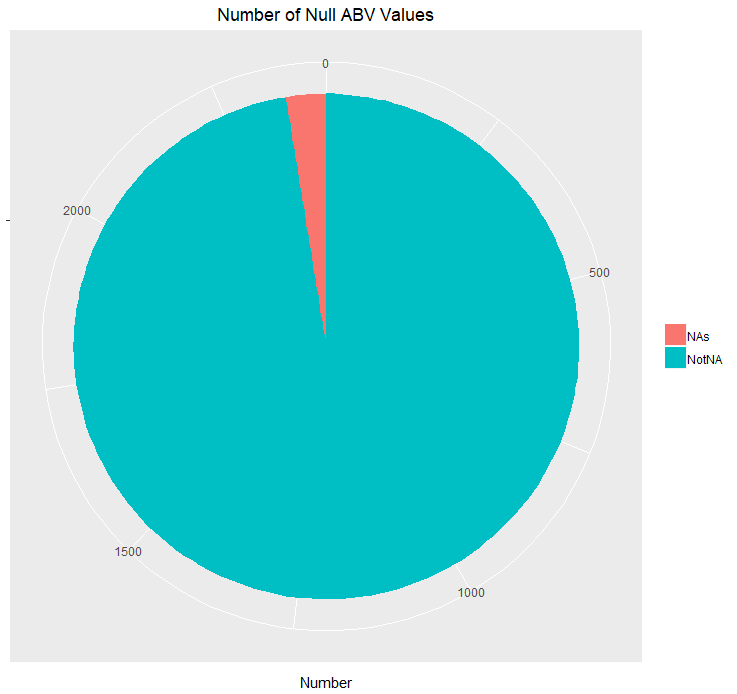 Number of Null ABV Values
0
500
1000
1500
2000
NAs
NotNA
Number